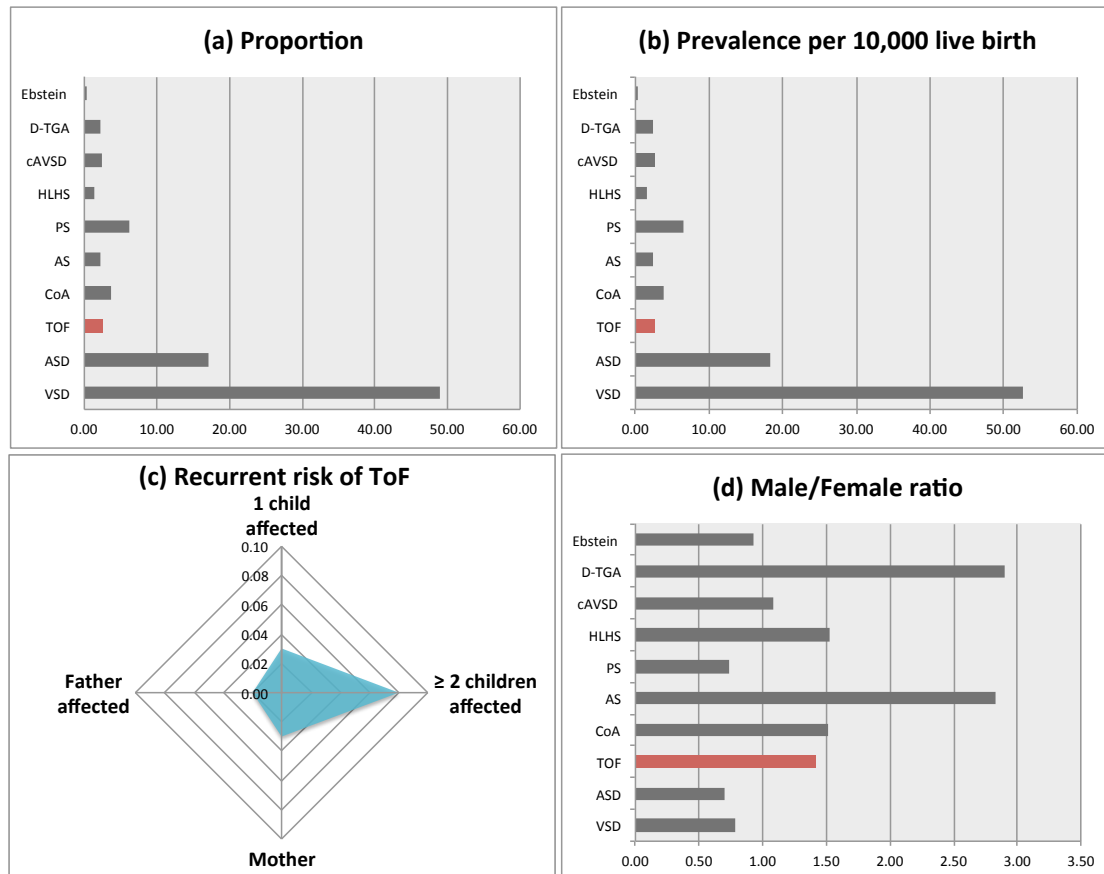 (a) Proportion
Ebstein
D-TGA
cAVSD
HLHS
PS
AS
CoA
TOF
ASD
VSD
0.00 10.00 20.00 30.00 40.00 50.00 60.00
(b) Prevalence per 10,000 live birth
Ebstein
D-TGA
cAVSD
HLHS
PS
AS
CoA
TOF
ASD
VSD
0.00 10.00 20.00 30.00 40.00 50.00 60.00
(c) Recurrent risk of ToF
1 child
affected
0.10
0.08
0.06
0.04
0.02
0.00
Father
affected
≥ 2 children
affected
Mother
(d) Male/Female ratio
Ebstein
D-TGA
cAVSD
HLHS
PS
AS
CoA
TOF
ASD
VSD
0.00 0.50 1.00 1.50 2.00 2.50 3.00 3.50